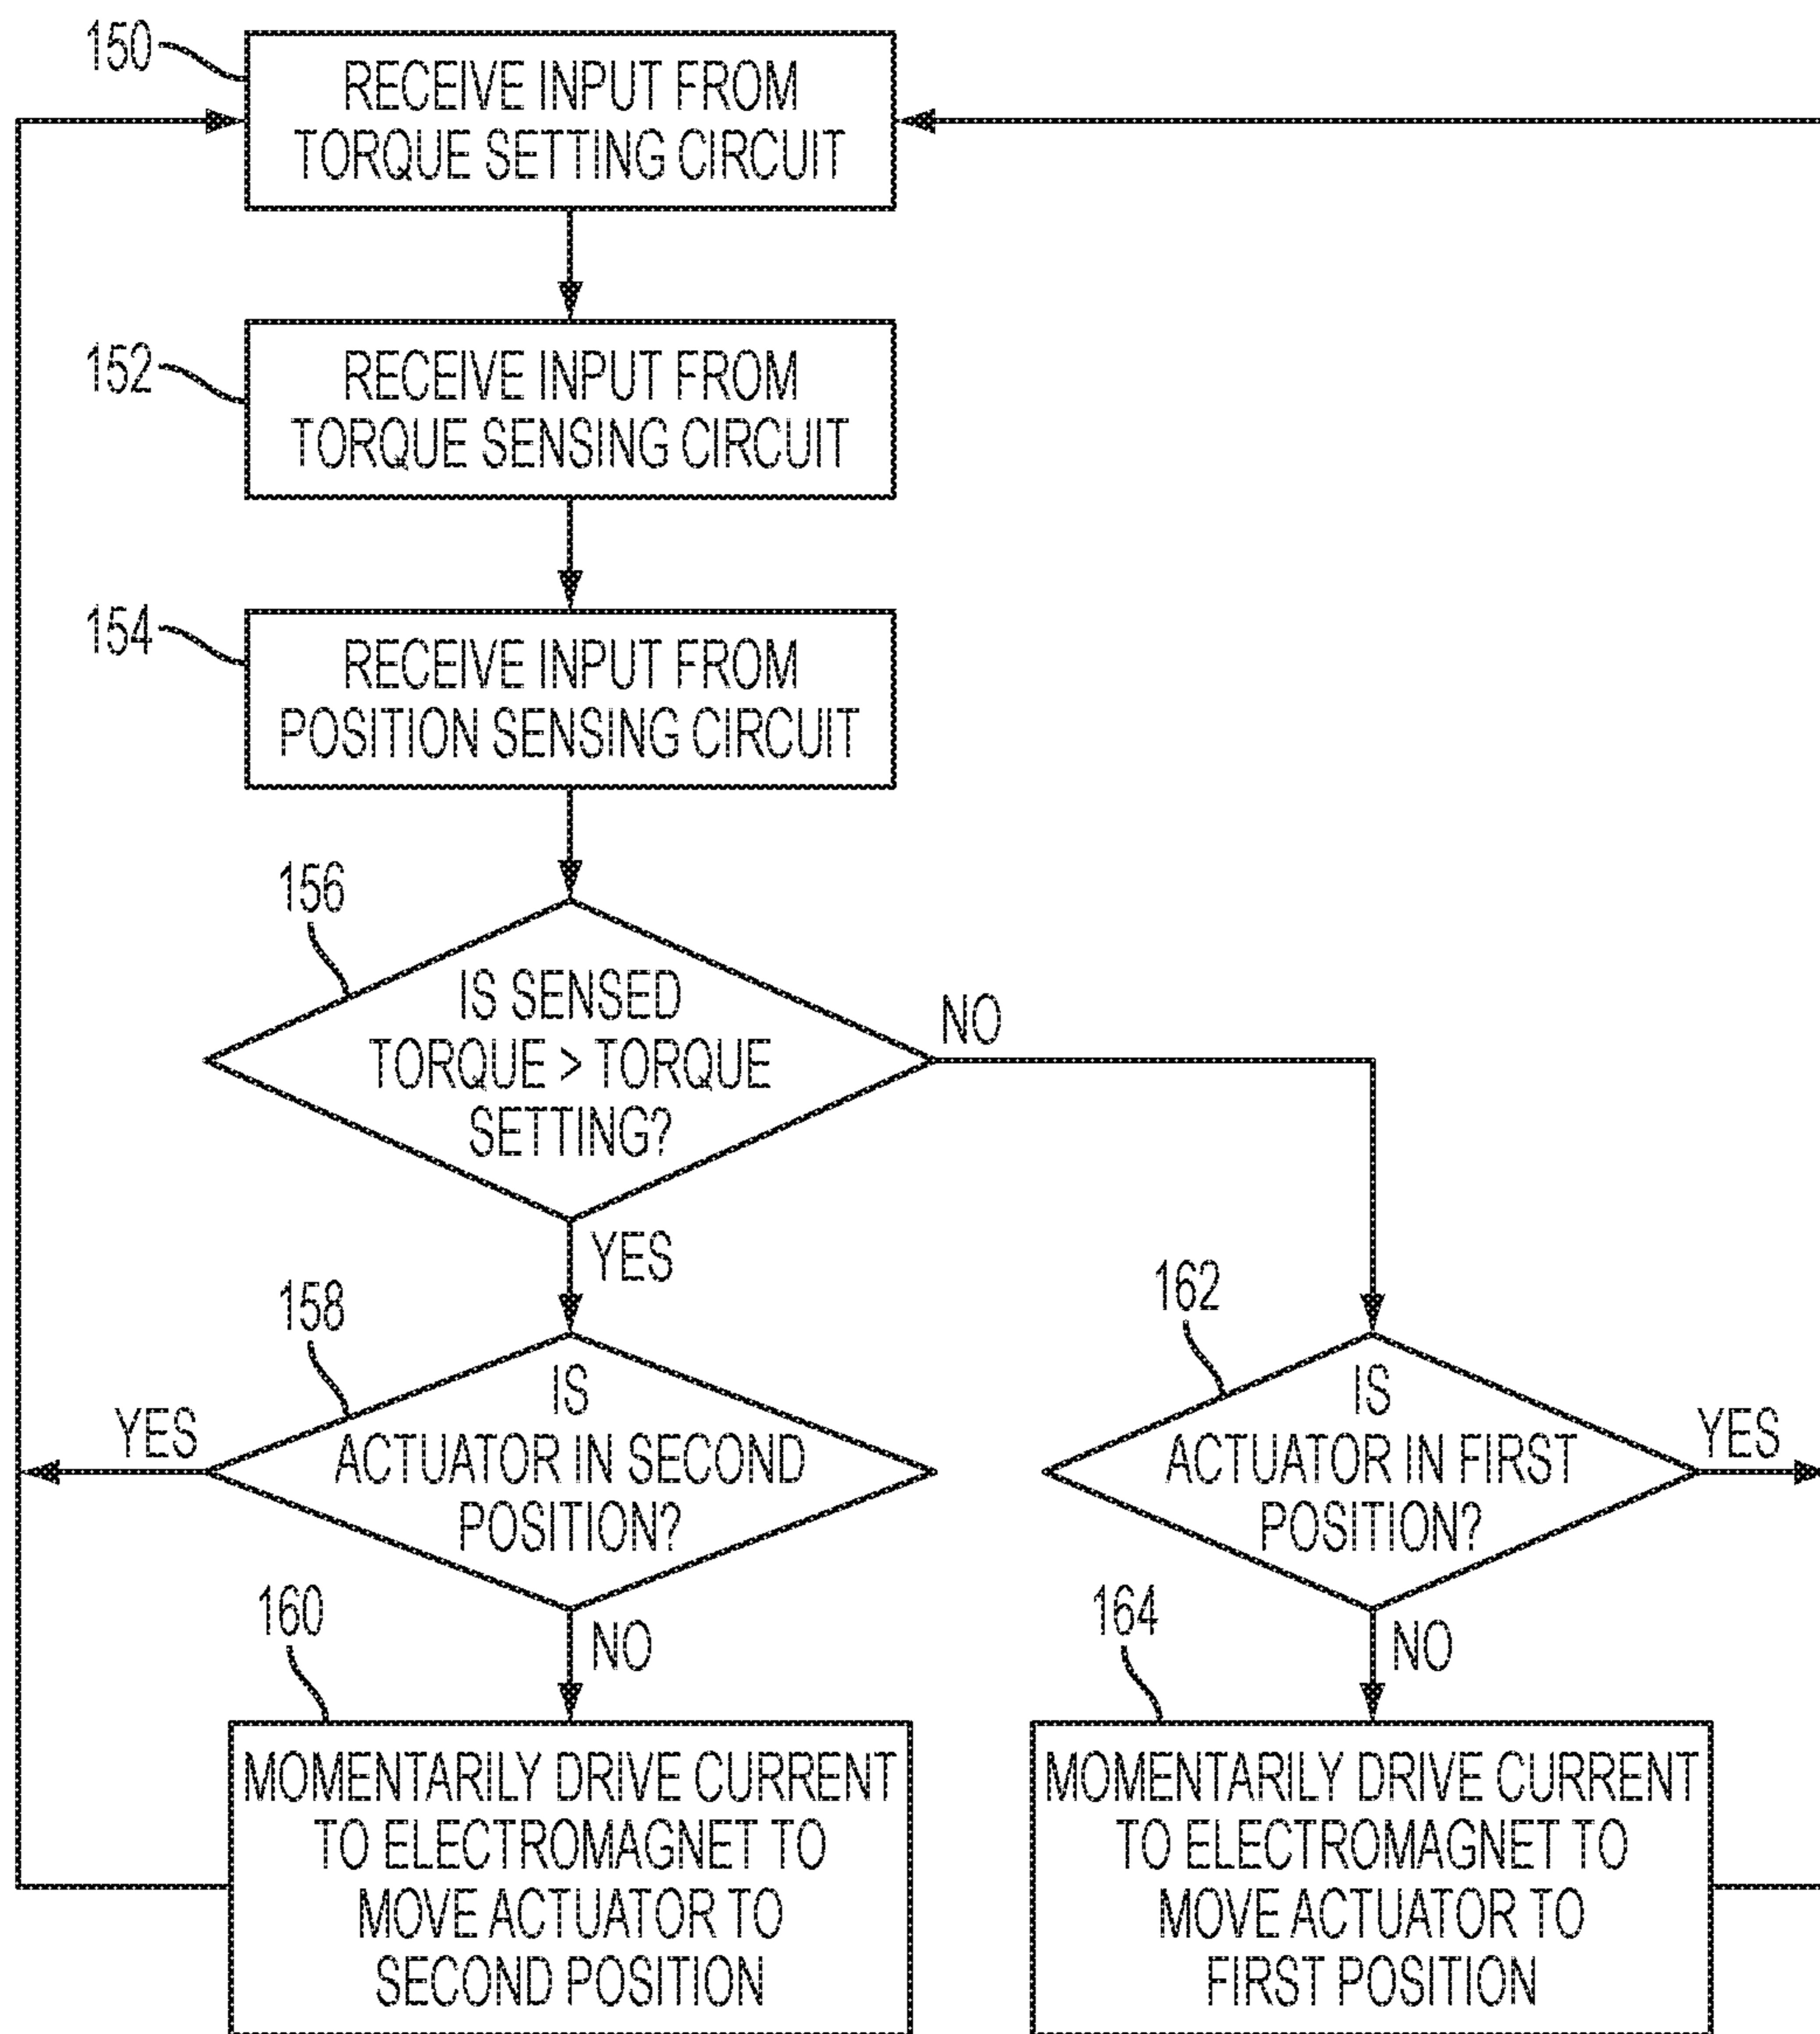 150
RECEIVE INPUT FROM
TORQUE SETTING CIRCUIT
152
RECEIVE INPUT FROM
TORQUE SENSING CIRCUIT
154
RECEIVE INPUT FROM
POSITION SENSING CIRCUIT
156
IS SENSED
TORQUE > TORQUE
SETTING?
NO
YES
158
IS
ACTUATOR IN SECOND
POSITION?
YES
NO
162
IS
ACTUATOR IN FIRST
POSITION?
YES
NO
160
MOMENTARILY DRIVE CURRENT
TO ELECTROMAGNET TO
MOVE ACTUATOR TO
SECOND POSITION
164
MOMENTARILY DRIVE CURRENT
TO ELECTROMAGNET TO
MOVE ACTUATOR TO
FIRST POSITION